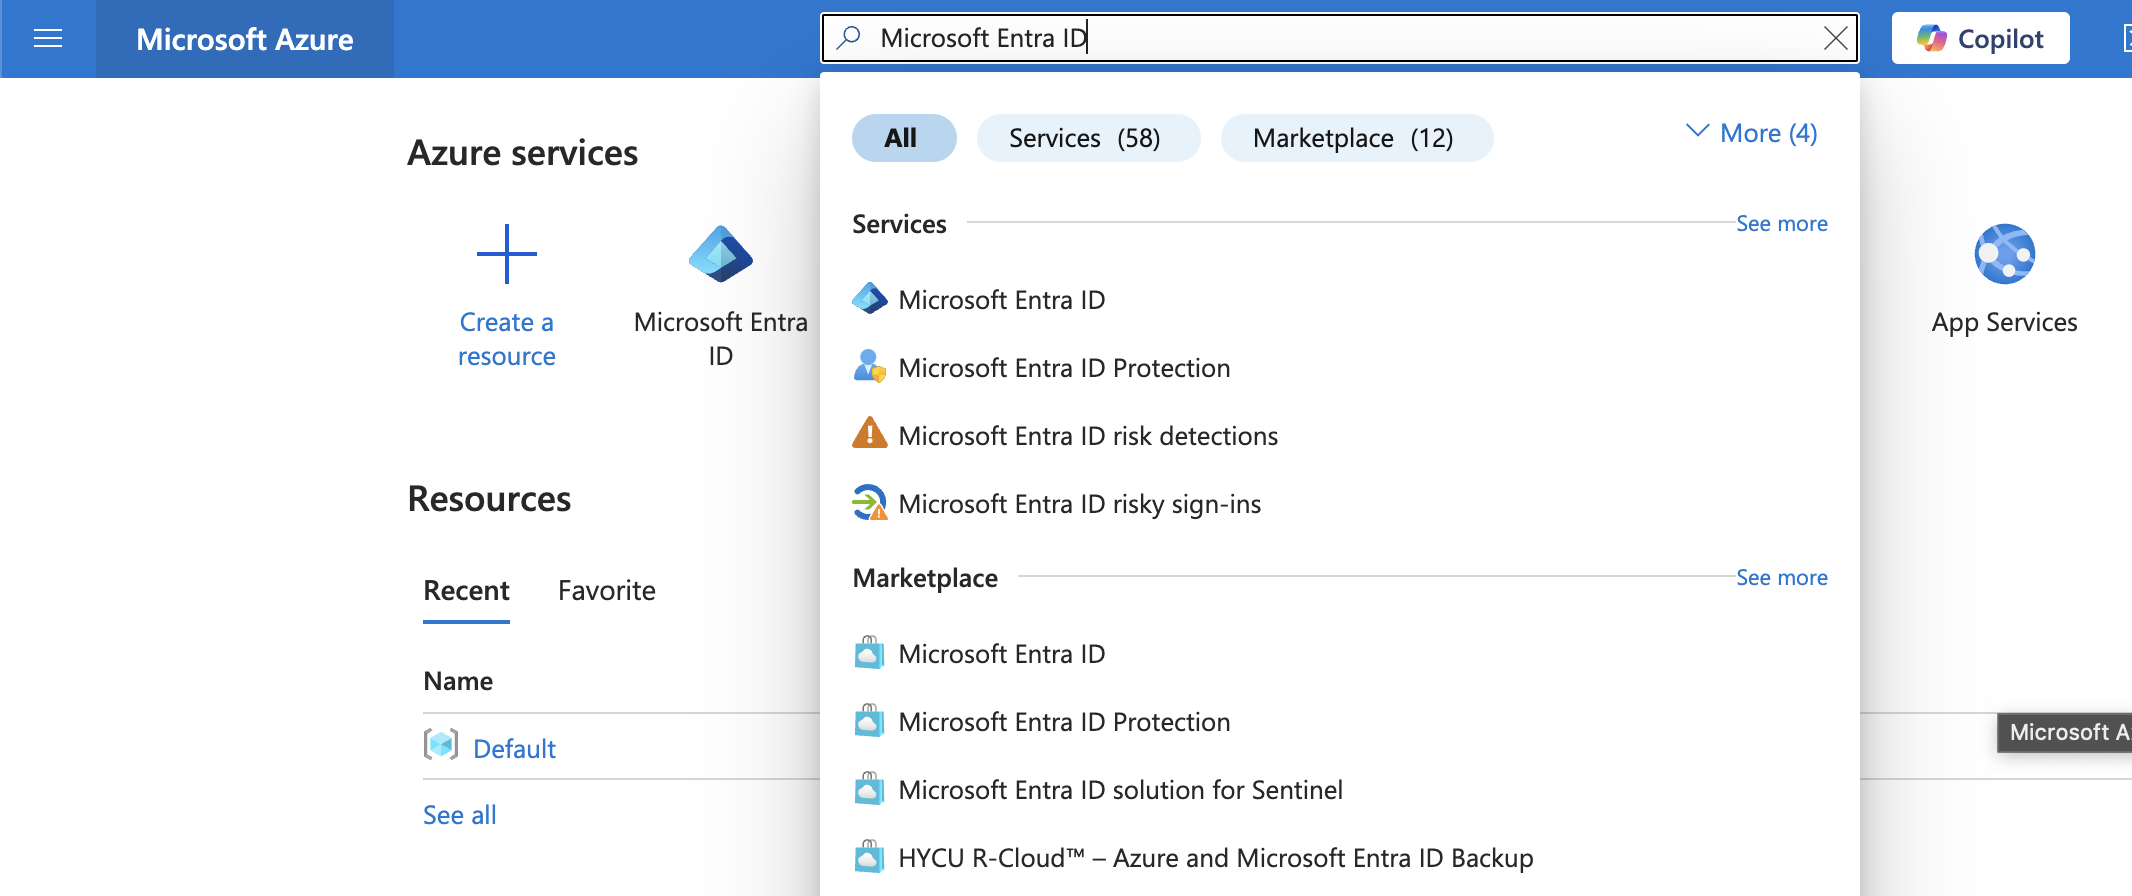 Microsoft Azure
Microsoft Entra ID
Copilot
All
Services (58)
Marketplace (12)
More (4)
Azure services
Create a
resource
Microsoft Entra
ID
App Services
Services
See more
Microsoft Entra ID
Microsoft Entra ID Protection
Microsoft Entra ID risk detections
Microsoft Entra ID risky sign-ins
Marketplace
See more
Microsoft Entra ID
Microsoft Entra ID Protection
Microsoft Entra ID solution for Sentinel
HYCU R-Cloud™ – Azure and Microsoft Entra ID Backup
Resources
Recent
Favorite
Name
Default
See all
Microsoft